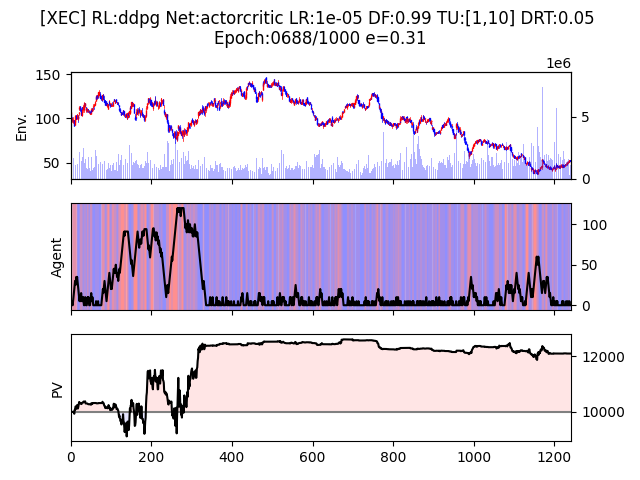 [XEC] RL:ddpg Net:actorcritic LR:1e-05 DF:0.99 TU:[1,10] DRT:0.05
Epoch:0688/1000 e=0.31
1e6
150
100
50
Env.
5
0
Agent
100
50
0
PV
12000
10000
0
200
400
600
800
1000
1200